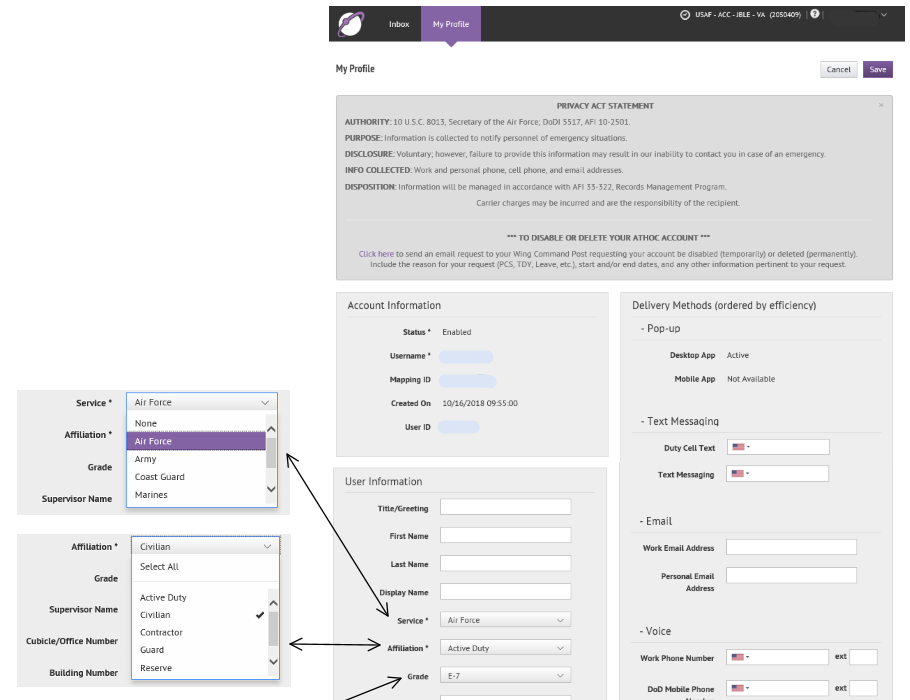 Inbox
My Profile
USAF - ACC - JBLE - VA (2050409)
My Profile
Cancel
Save
PRIVACY ACT STATEMENT
AUTHORITY: 10 U.S.C. 8013, Secretary of the Air Force; DoDI 5517, AFI 10-2501.
PURPOSE: Information is collected to notify personnel of emergency situations.
DISCLOSURE: Voluntary; however, failure to provide this information may result in our inability to contact you in case of an emergency.
INFO COLLECTED: Work and personal phone, cell phone, and email addresses.
DISPOSITION: Information will be managed in accordance with AFI 33-322, Records Management Program.
Carrier charges may be incurred and are the responsibility of the recipient.
*** TO DISABLE OR DELETE YOUR ATHOC ACCOUNT ***
Click here to send an email request to your Wing Command Post requesting your account be disabled (temporarily) or deleted (permanently).
Include the reason for your request (PCS, TDY, Leave, etc.), start and/or end dates, and any other information pertinent to your request.
Account Information
Status * Enabled
Username *
Mapping ID
Created On 10/16/2018 09:55:00
User ID
User Information
Title/Greeting
First Name
Last Name
Display Name
Service * Air Force
Affiliation * Active Duty
Grade E-7
Delivery Methods (ordered by efficiency)
- Pop-up
Desktop App Active
Mobile App Not Available
- Text Messaging
Duty Cell Text
Text Messaging
- Email
Work Email Address
Personal Email
Address
- Voice
Work Phone Number ext
DoD Mobile Phone ext
Service * Air Force
None
Affiliation *
Air Force
Army
Grade
Coast Guard
Supervisor Name
Marines
Affiliation * Civilian
Select All
Grade
Active Duty
Supervisor Name
Civilian
Contractor
Cubicle/Office Number
Guard
Reserve
Building Number